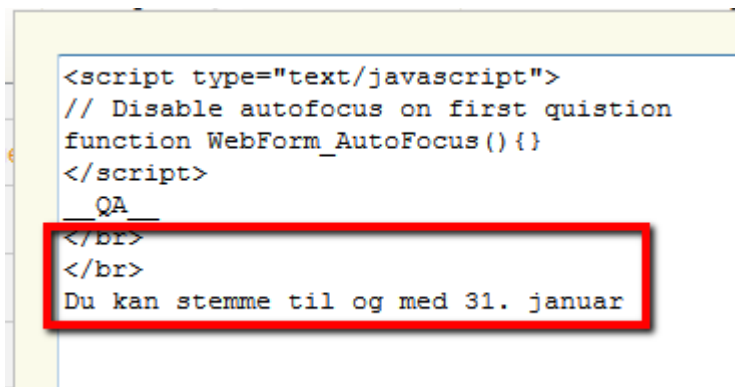 <script type="text/javascript">
// Disable autofocus on first quistion
function WebForm_AutoFocus(){}
</script>
__QA__
</br>
</br>
Du kan stemme til og med 31. januar